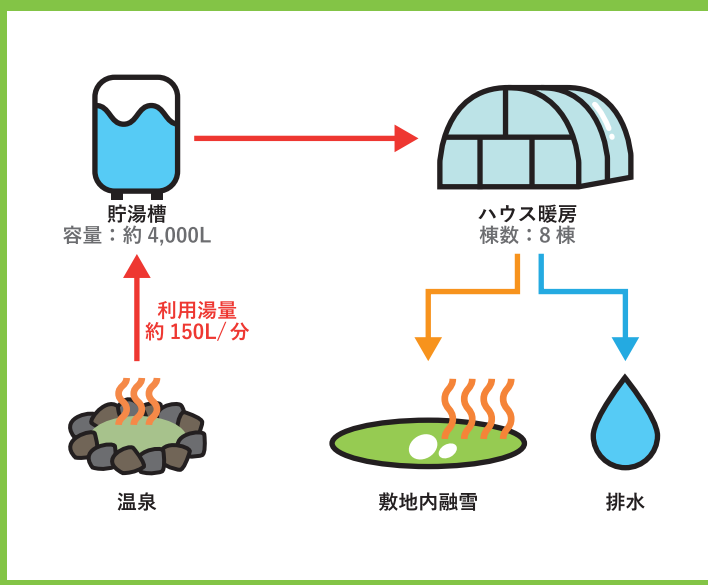 貯湯槽
容量：約 4,000L
ハウス暖房
棟数：8 棟
利用湯量
約 150L/ 分
温泉
敷地内融雪
排水